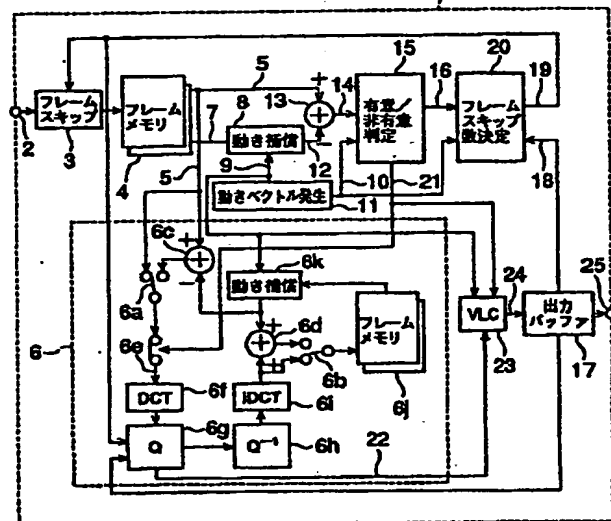 15
20
5
16
19
フレーム
スキップ
フレーム
メモリ
7
8
動き補信
13
14
有意/
非有意
判定
フレーム
スキップ
数決定
2
3
4
9
12
18
5
動きベクトル発生
10
21
11
6c
6k
動き補信
6a
6d
フレーム
メモリ
VLC
24
出力
バッファ
25
6
6e
6b
23
17
DCT
6f
IDCT
6i
6j
Q
6g
Q⁻¹
6h
22